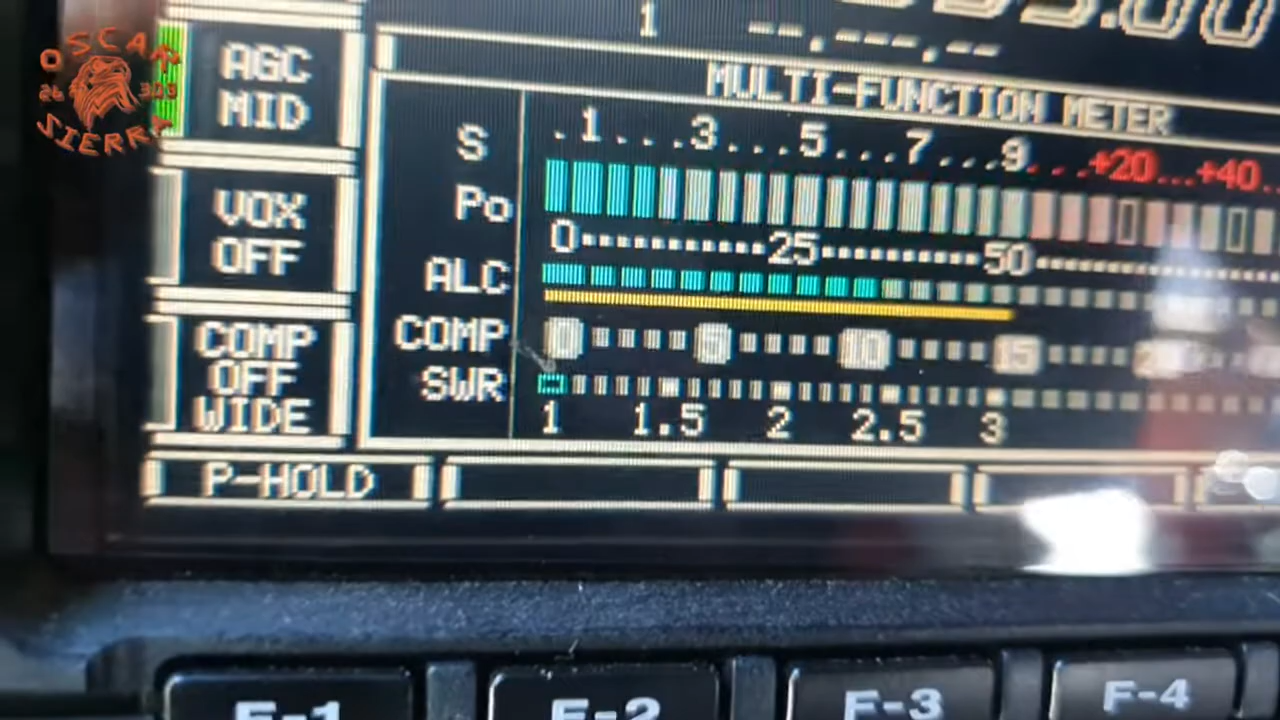 OSCAR
26 303
SIERRA
1 --.---.--
AGC
MID
MULTI-FUNCTION METER
S .1...3...5...7...9...+20...+40.
VOX
OFF
Po
0 25 50
ALC
COMP
OFF
WIDE
COMP 0 5 10 15
SWR
1 1.5 2 2.5 3
P-HOLD
F-1 F-2 F-3 F-4